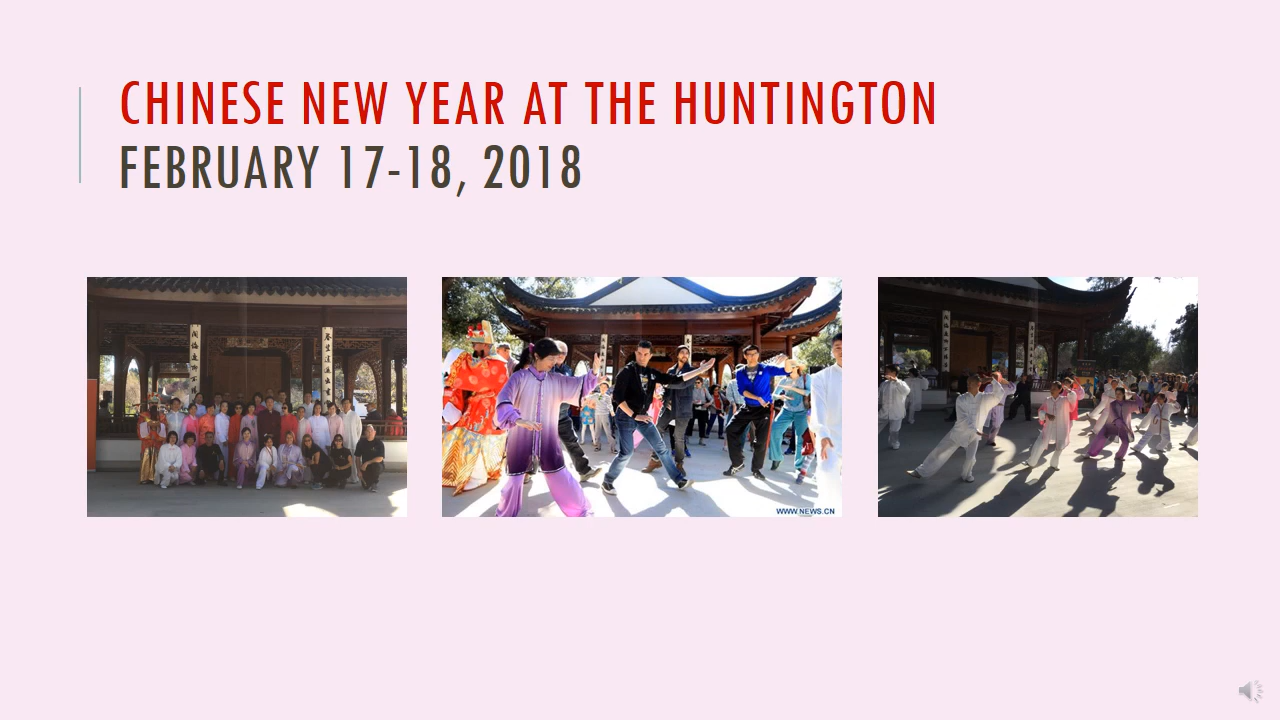 CHINESE NEW YEAR AT THE HUNTINGTON
FEBRUARY 17-18, 2018
WWW.NEWS.CN